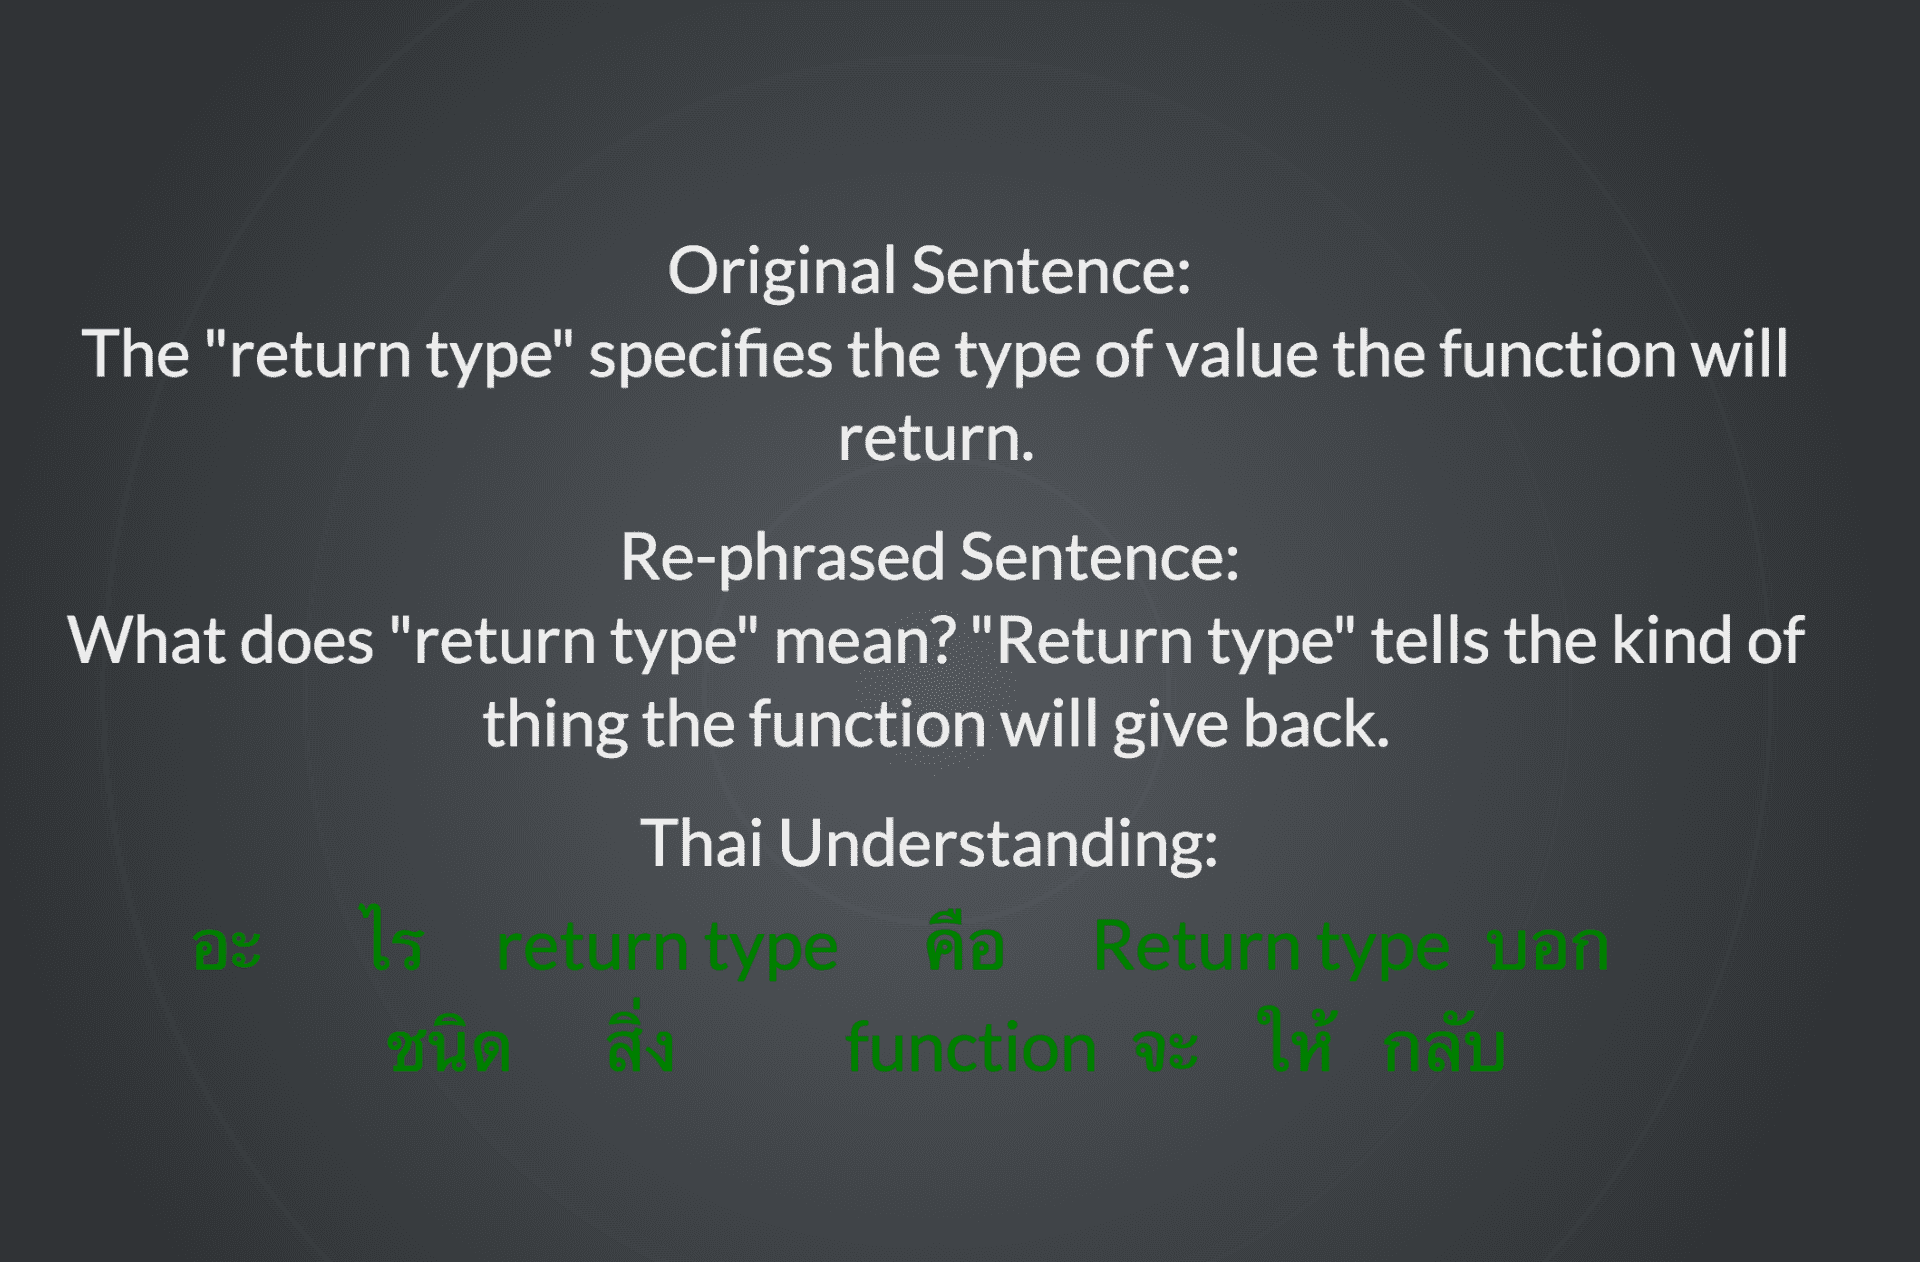 Original Sentence:
The "return type" specifies the type of value the function will
return.
Re-phrased Sentence:
What does "return type" mean? "Return type" tells the kind of
thing the function will give back.
Thai Understanding:
อะ ไร return type คือ Return type บอก
ชนิด สิ่ง function จะ ให้ กลับ